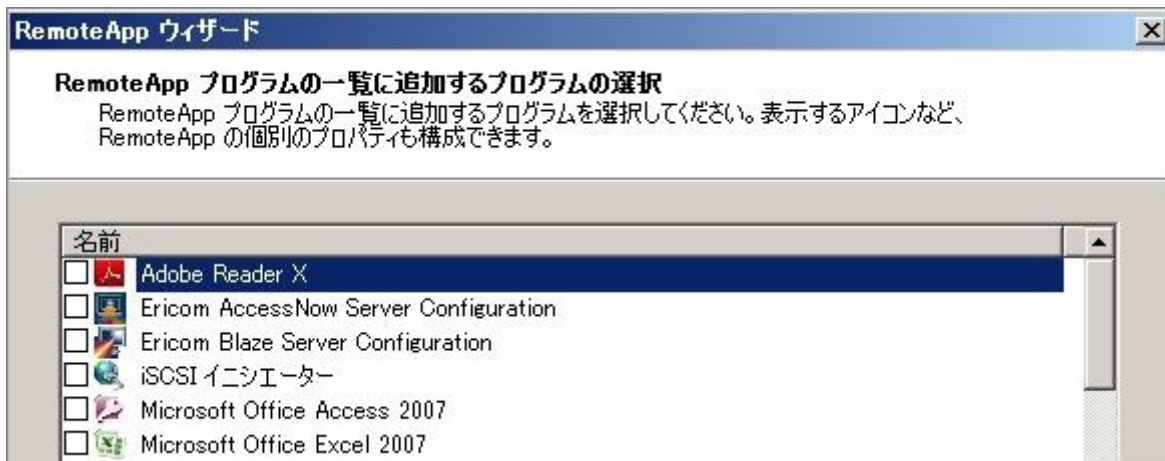 RemoteApp ウィザード
RemoteApp プログラムの一覧に追加するプログラムの選択
RemoteApp プログラムの一覧に追加するプログラムを選択してください。表示するアイコンなど、
RemoteApp の個別のプロパティも構成できます。
名前
Adobe Reader X
Ericom AccessNow Server Configuration
Ericom Blaze Server Configuration
iSCSI イニシエーター
Microsoft Office Access 2007
Microsoft Office Excel 2007